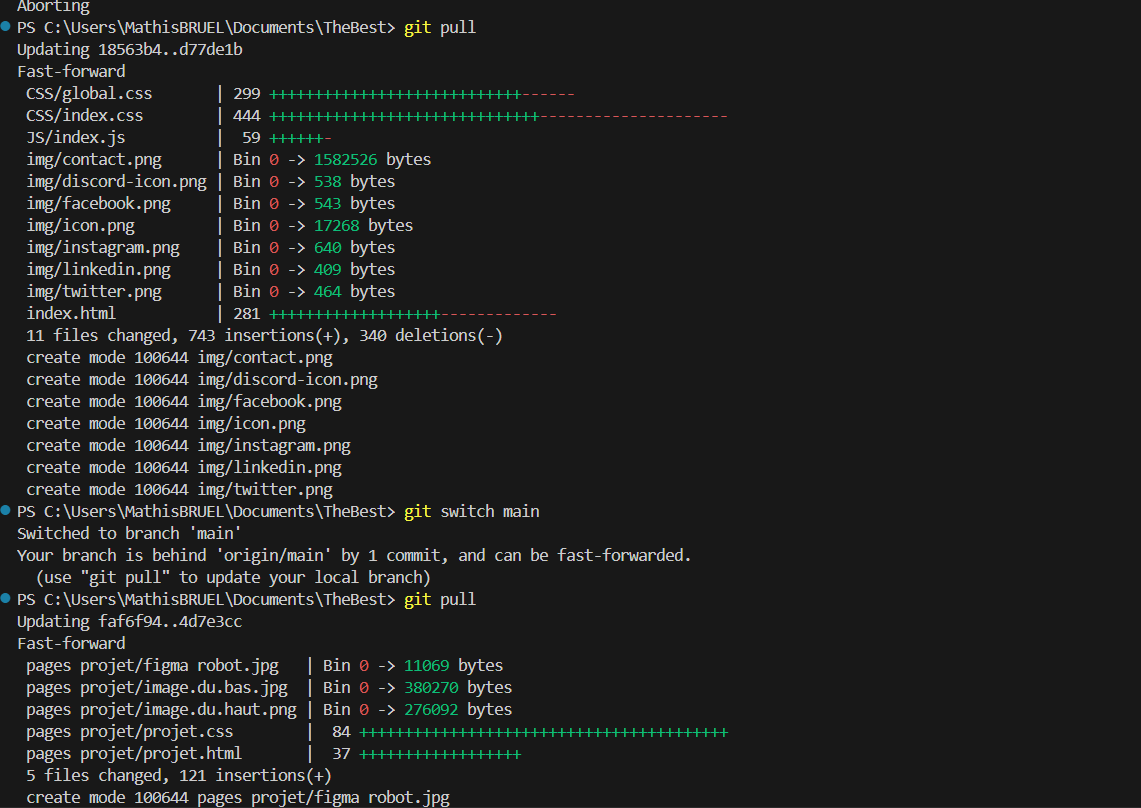 Aborting
PS C:\Users\MathisBRUEL\Documents\TheBest> git pull
Updating 18563b4..d77de1b
Fast-forward
 CSS/global.css       | 299 ++++++++++++++++++++++++++++------
 CSS/index.css        | 444 ++++++++++++++++++++++++++++++---------------------
 JS/index.js          |  59 ++++++-
 img/contact.png      | Bin 0 -> 1582526 bytes
 img/discord-icon.png | Bin 0 -> 538 bytes
 img/facebook.png     | Bin 0 -> 543 bytes
 img/icon.png         | Bin 0 -> 17268 bytes
 img/instagram.png    | Bin 0 -> 640 bytes
 img/linkedin.png     | Bin 0 -> 409 bytes
 img/twitter.png      | Bin 0 -> 464 bytes
 index.html           | 281 +++++++++++++++++++-------------
 11 files changed, 743 insertions(+), 340 deletions(-)
 create mode 100644 img/contact.png
 create mode 100644 img/discord-icon.png
 create mode 100644 img/facebook.png
 create mode 100644 img/icon.png
 create mode 100644 img/instagram.png
 create mode 100644 img/linkedin.png
 create mode 100644 img/twitter.png
PS C:\Users\MathisBRUEL\Documents\TheBest> git switch main
Switched to branch 'main'
Your branch is behind 'origin/main' by 1 commit, and can be fast-forwarded.
  (use "git pull" to update your local branch)
PS C:\Users\MathisBRUEL\Documents\TheBest> git pull
Updating faf6f94..4d7e3cc
Fast-forward
 pages projet/figma robot.jpg   | Bin 0 -> 11069 bytes
 pages projet/image.du.bas.jpg  | Bin 0 -> 380270 bytes
 pages projet/image.du.haut.png | Bin 0 -> 276092 bytes
 pages projet/projet.css        |  84 +++++++++++++++++++++++++++++++++++++++++
 pages projet/projet.html       |  37 ++++++++++++++++++
 5 files changed, 121 insertions(+)
 create mode 100644 pages projet/figma robot.jpg